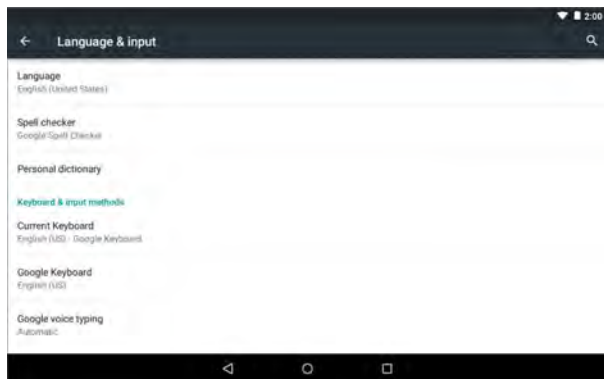 2:00
Language & input
Language
English (United States)
Spell checker
Google Spell Checker
Personal dictionary
Keyboard & input methods
Current Keyboard
English (US) - Google Keyboard
Google Keyboard
English (US)
Google voice typing
Automatic